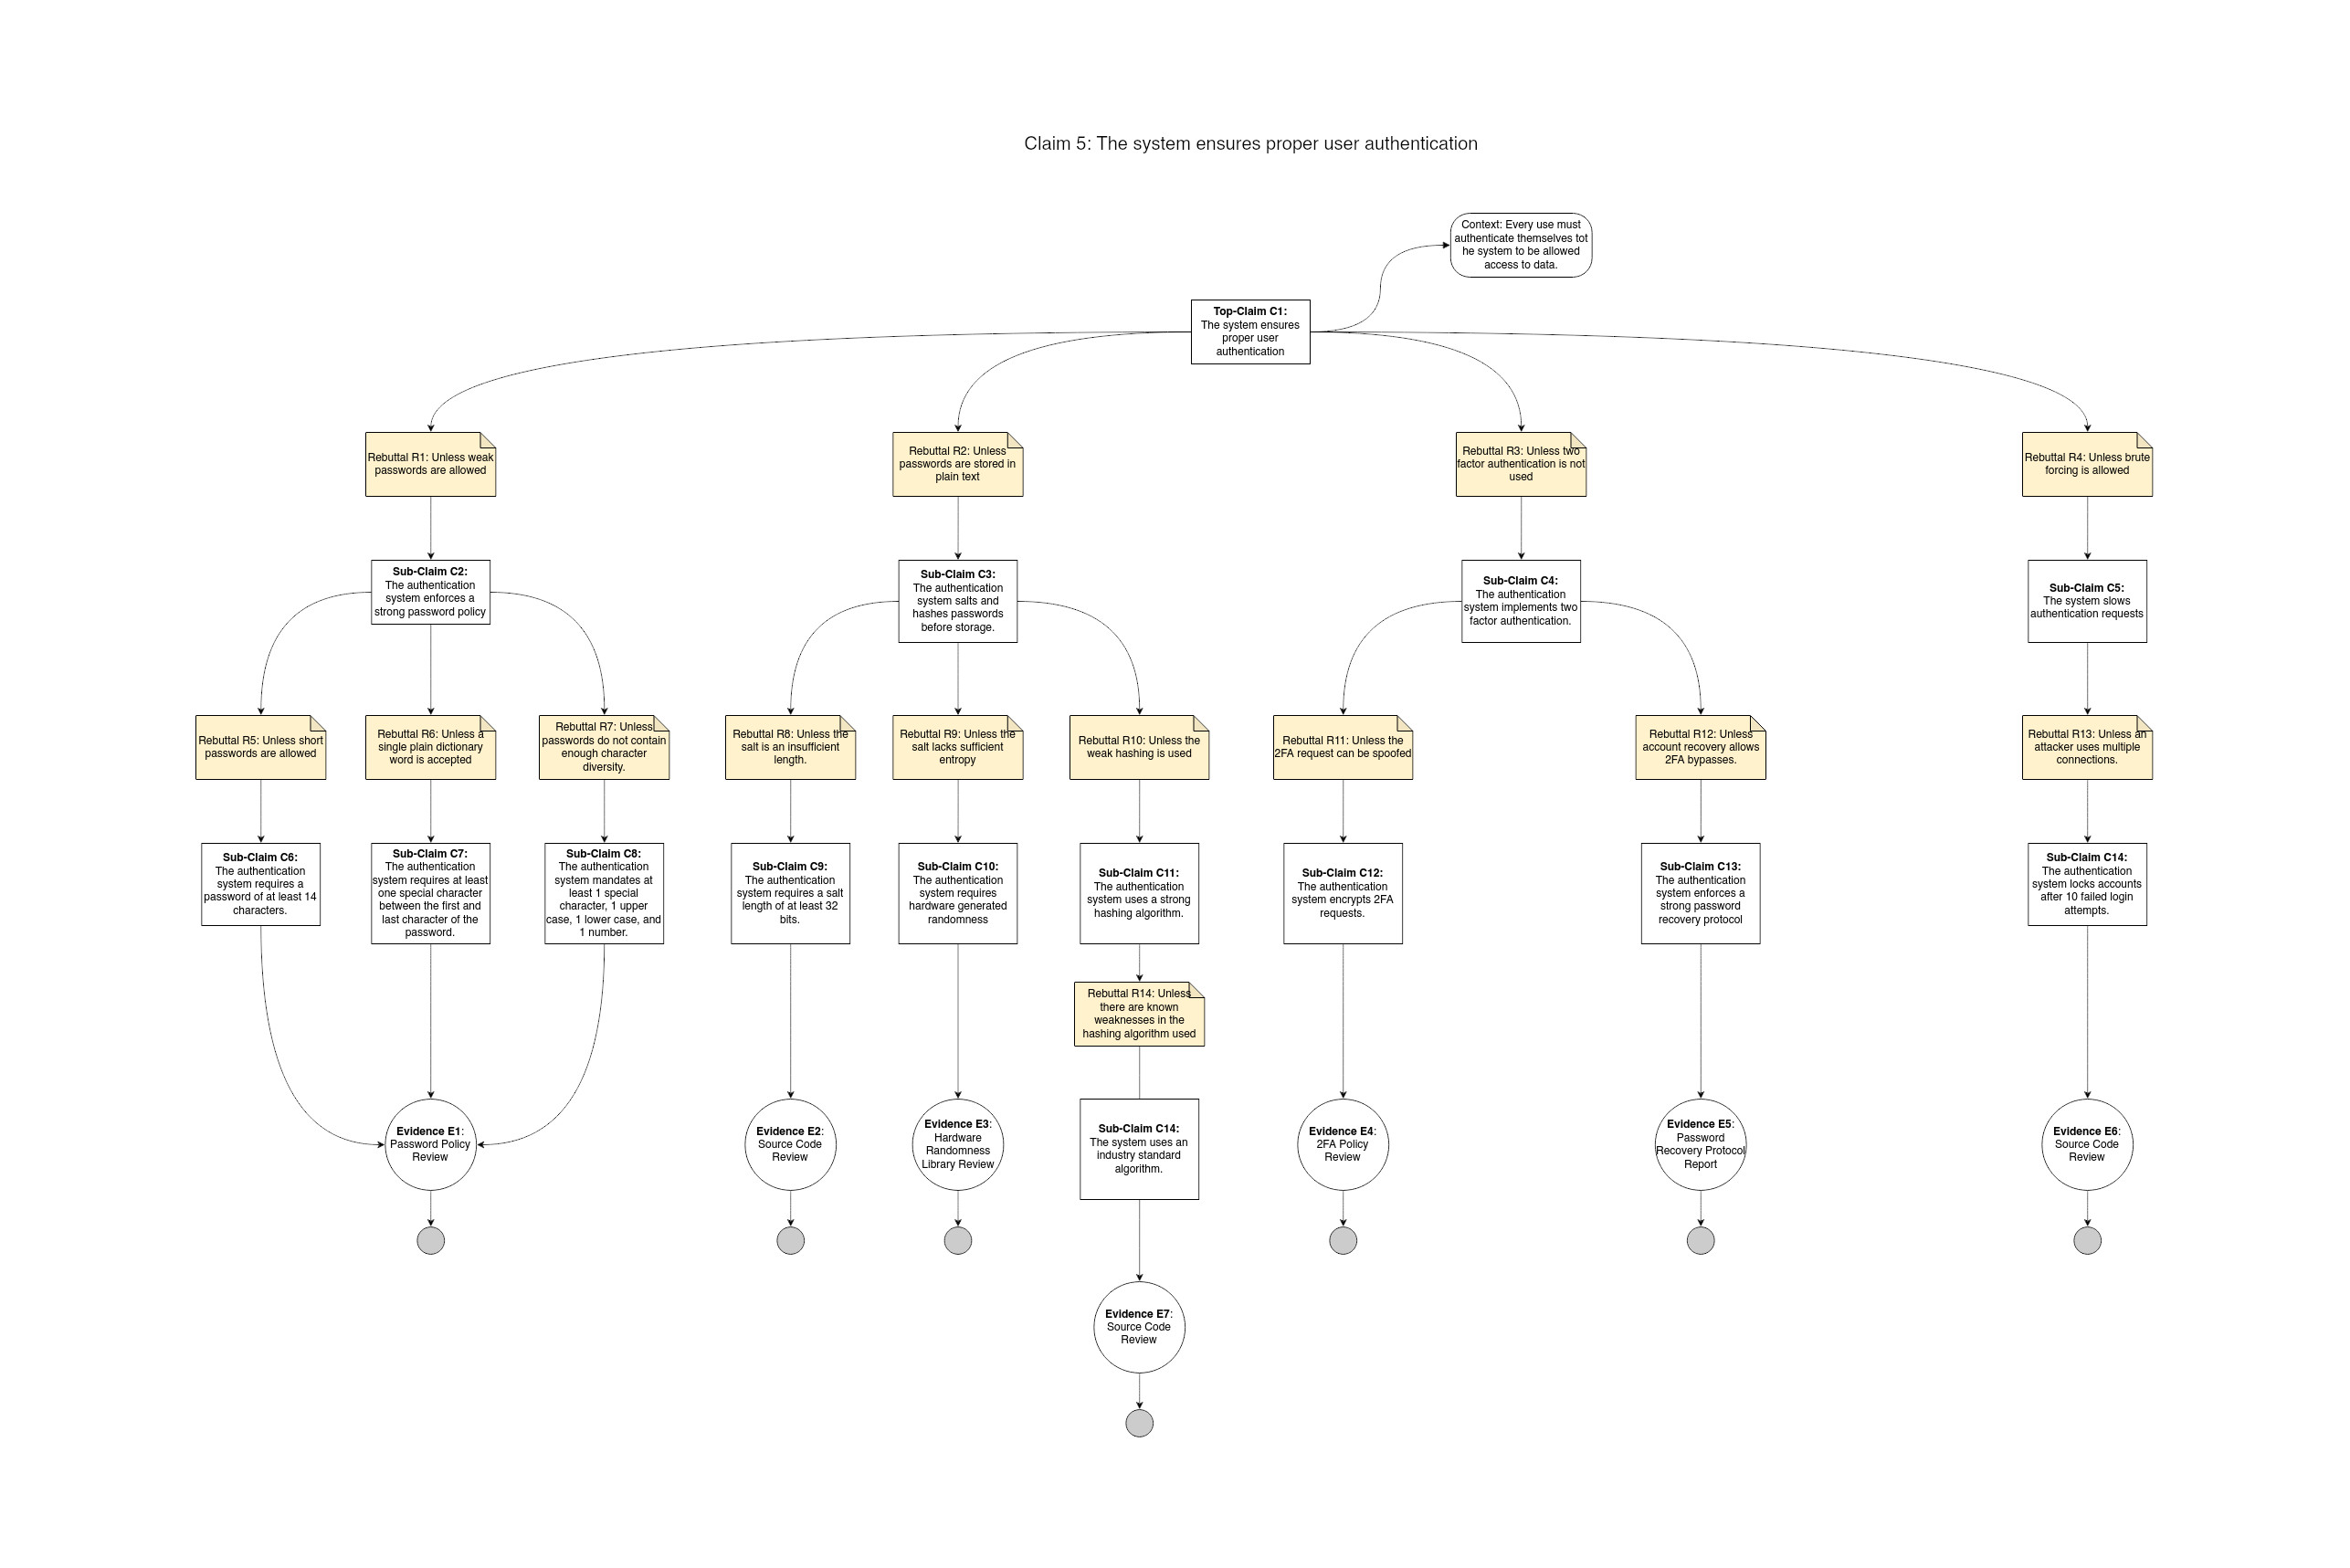 Claim 5: The system ensures proper user authentication
Context: Every use must
authenticate themselves tot
he system to be allowed
access to data.
Top-Claim C1:
The system ensures
proper user
authentication
Rebuttal R1: Unless weak
passwords are allowed
Rebuttal R2: Unless
passwords are stored in
plain text
Rebuttal R3: Unless two
factor authentication is not
used
Rebuttal R4: Unless brute
forcing is allowed
Sub-Claim C2:
The authentication
system enforces a
strong password policy
Sub-Claim C3:
The authentication
system salts and
hashes passwords
before storage.
Sub-Claim C4:
The authentication
system implements two
factor authentication.
Sub-Claim C5:
The system slows
authentication requests
Rebuttal R5: Unless short
passwords are allowed
Rebuttal R6: Unless a
single plain dictionary
word is accepted
Rebuttal R7: Unless
passwords do not contain
enough character
diversity.
Rebuttal R8: Unless the
salt is an insufficient
length.
Rebuttal R9: Unless the
salt lacks sufficient
entropy
Rebuttal R10: Unless the
weak hashing is used
Rebuttal R11: Unless the
2FA request can be spoofed
Rebuttal R12: Unless
account recovery allows
2FA bypasses.
Rebuttal R13: Unless an
attacker uses multiple
connections.
Sub-Claim C6:
The authentication
system requires a
password of at least 14
characters.
Sub-Claim C7:
The authentication
system requires at least
one special character
between the first and
last character of the
password.
Sub-Claim C8:
The authentication
system mandates at
least 1 special
character, 1 upper
case, 1 lower case, and
1 number.
Sub-Claim C9:
The authentication
system requires a salt
length of at least 32
bits.
Sub-Claim C10:
The authentication
system requires
hardware generated
randomness
Sub-Claim C11:
The authentication
system uses a strong
hashing algorithm.
Sub-Claim C12:
The authentication
system encrypts 2FA
requests.
Sub-Claim C13:
The authentication
system enforces a
strong password
recovery protocol
Sub-Claim C14:
The authentication
system locks accounts
after 10 failed login
attempts.
Rebuttal R14: Unless
there are known
weaknesses in the
hashing algorithm used
Evidence E1:
Password Policy
Review
Evidence E2:
Source Code
Review
Evidence E3:
Hardware
Randomness
Library Review
Sub-Claim C14:
The system uses an
industry standard
algorithm.
Evidence E4:
2FA Policy
Review
Evidence E5:
Password
Recovery Protocol
Report
Evidence E6:
Source Code
Review
Evidence E7:
Source Code
Review